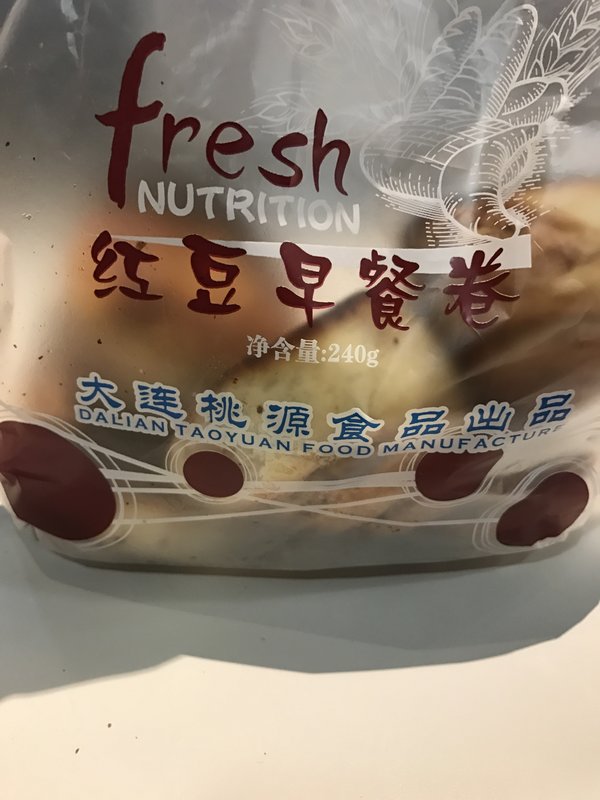 fresh
NUTRITION
红豆早餐卷
净含量:240g
大连桃源食品出品
DALIAN TAOYUAN FOOD MANUFACTURE